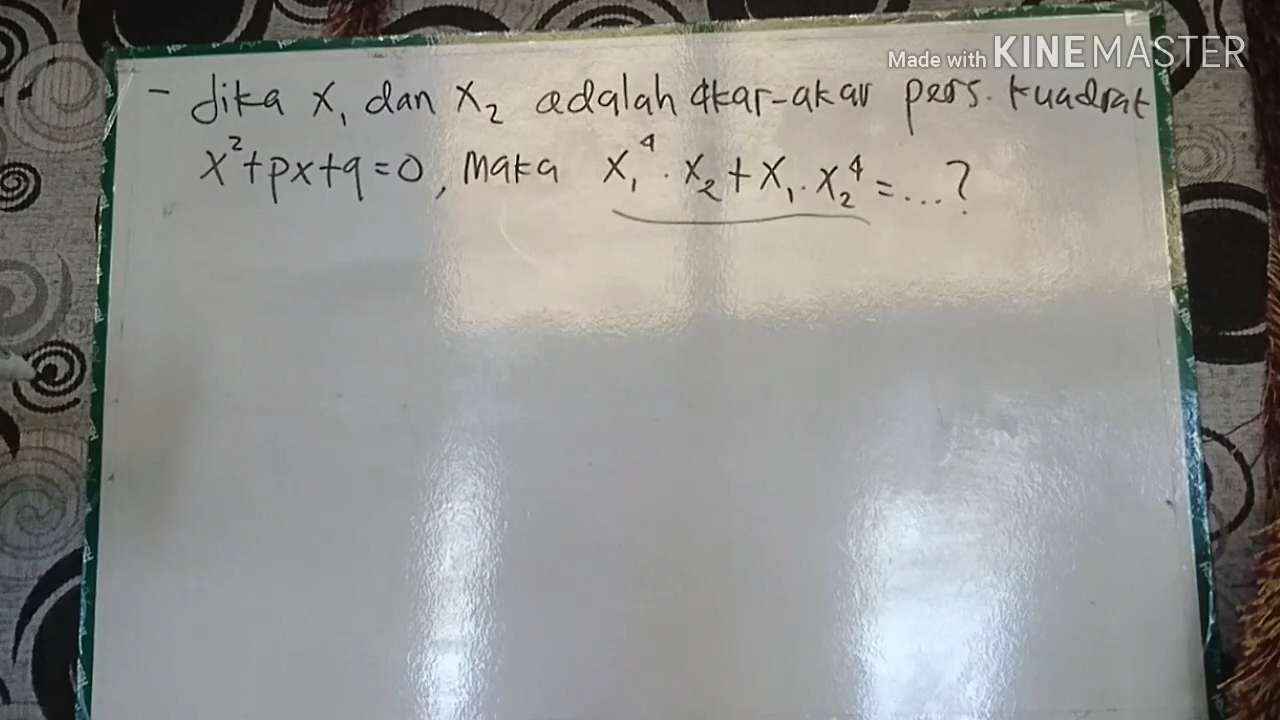 Made with KINEMASTER
- Jika x₁ dan x₂ adalah akar-akar pers. kuadrat
x²+px+q=0, maka x₁⁴·x₂+x₁·x₂⁴=...?